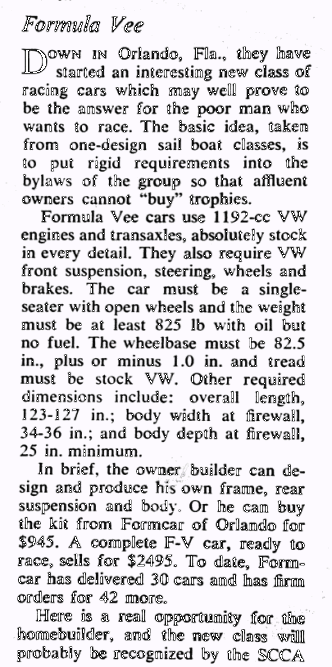 Formula Vee
DOWN IN Orlando, Fla., they have
started an interesting new class of
racing cars which may well prove to
be the answer for the poor man who
wants to race. The basic idea, taken
from one-design sail boat classes, is
to put rigid requirements into the
bylaws of the group so that affluent
owners cannot “buy” trophies.
Formula Vee cars use 1192-cc VW
engines and transaxles, absolutely stock
in every detail. They also require VW
front suspension, steering, wheels and
brakes. The car must be a single-
seater with open wheels and the weight
must be at least 825 lb with oil but
no fuel. The wheelbase must be 82.5
in., plus or minus 1.0 in. and tread
must be stock VW. Other required
dimensions include: overall length,
123-127 in.; body width at firewall,
34-36 in.; and body depth at firewall,
25 in. minimum.
In brief, the owner builder can de-
sign and produce his own frame, rear
suspension and body. Or he can buy
the kit from Formcar of Orlando for
$945. A complete F-V car, ready to
race, sells for $2495. To date, Form-
car has delivered 30 cars and has firm
orders for 42 more.
Here is a real opportunity for the
homebuilder, and the new class will
probably be recognized by the SCCA